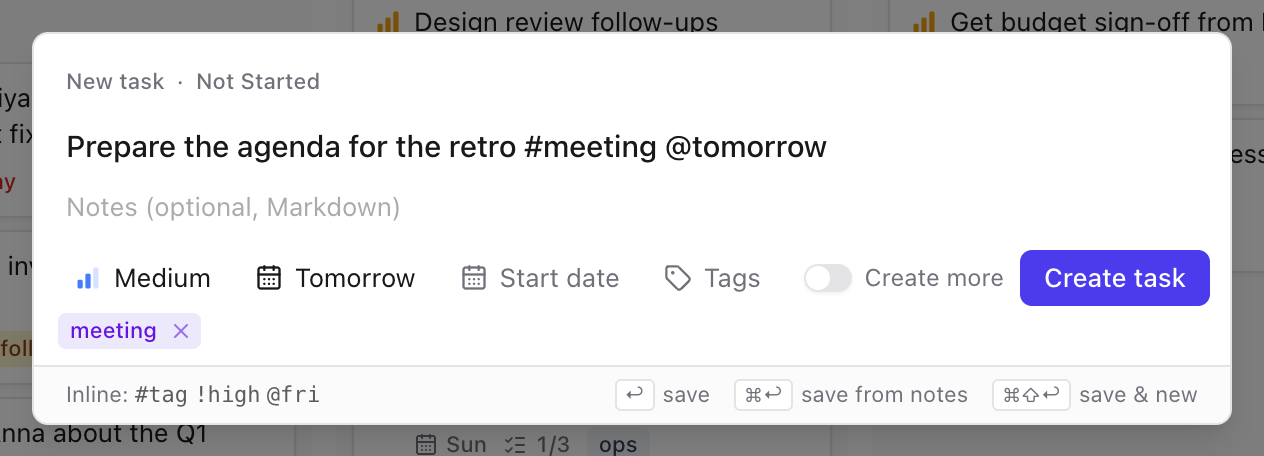 Design review follow-ups
Get budget sign-off from
New task · Not Started
Prepare the agenda for the retro #meeting @tomorrow
Notes (optional, Markdown)
Medium Tomorrow Start date Tags Create more Create task
meeting ×
Inline: #tag !high @fri ↩ save ⌘↩ save from notes ⌘⇧↩ save & new
about the Q1
Sun 1/3 ops